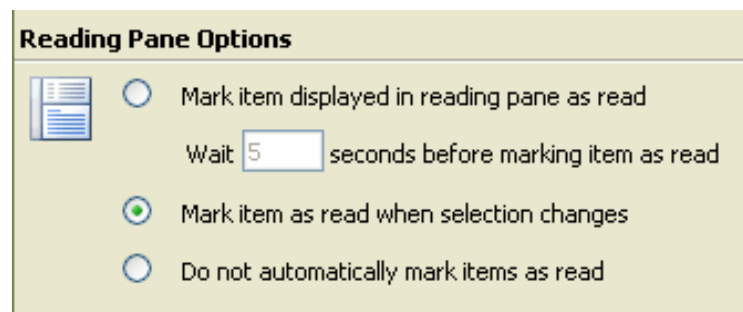 Reading Pane Options
Mark item displayed in reading pane as read
Wait 5 seconds before marking item as read
Mark item as read when selection changes
Do not automatically mark items as read